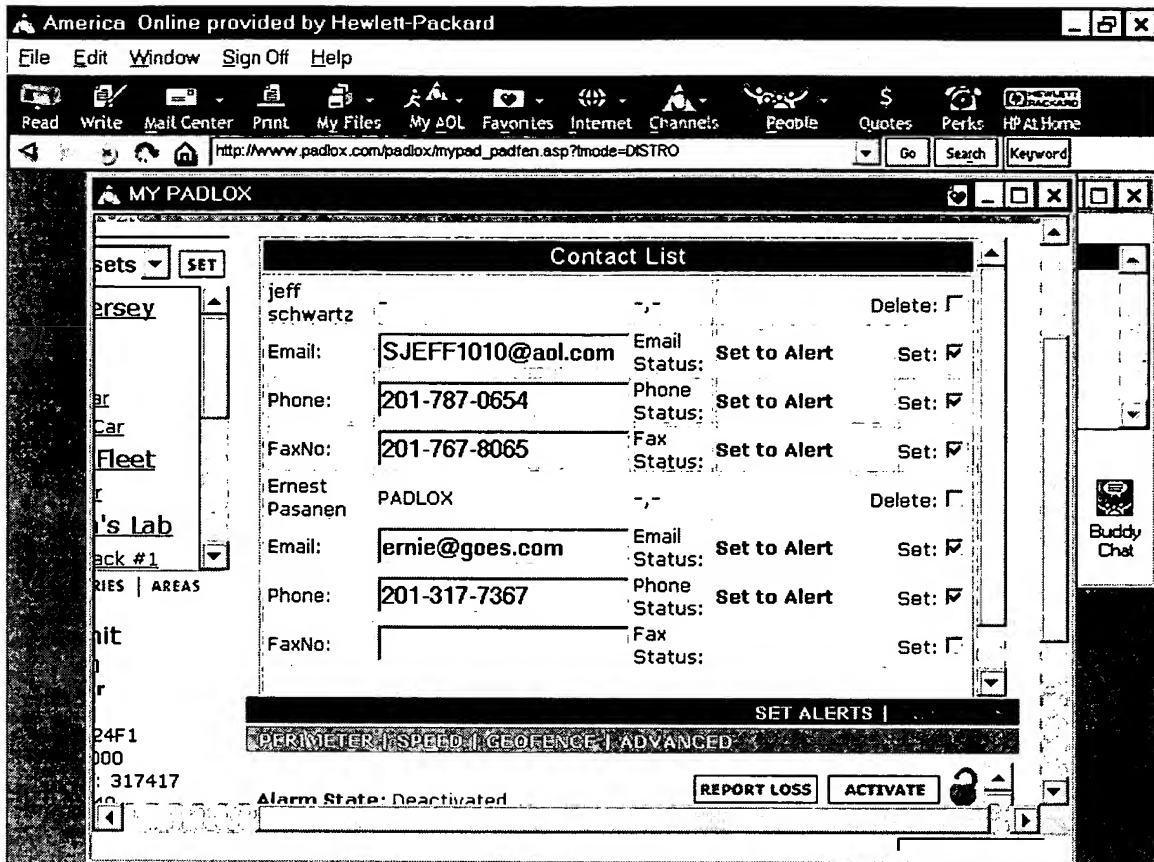 America Online provided by Hewlett-Packard
File Edit Window Sign Off Help
Read Write Mail Center Print My Files My AOL Favorites Internet Channels People Quotes Perks HP At Home
HEWLETT PACKARD
http://www.padlox.com/padlox/mypad_padfen.asp?tmode=DISTRO Go Search Keyword
MY PADLOX
sets SET
ersey
ar
Car
Fleet
r
's Lab
ack #1
RIES | AREAS
nit
r
24F1
000
: 317417
Contact List
jeff schwartz - -,- Delete:
Email: SJEFF1010@aol.com Email Status: Set to Alert Set:
Phone: 201-787-0654 Phone Status: Set to Alert Set:
FaxNo: 201-767-8065 Fax Status: Set to Alert Set:
Ernest Pasanen PADLOX -,- Delete:
Email: ernie@goes.com Email Status: Set to Alert Set:
Phone: 201-317-7367 Phone Status: Set to Alert Set:
FaxNo: Fax Status: Set:
SET ALERTS |
PERIMETER | SPEED | GEOFENCE | ADVANCED
Alarm State: Deactivated REPORT LOSS ACTIVATE
Buddy Chat